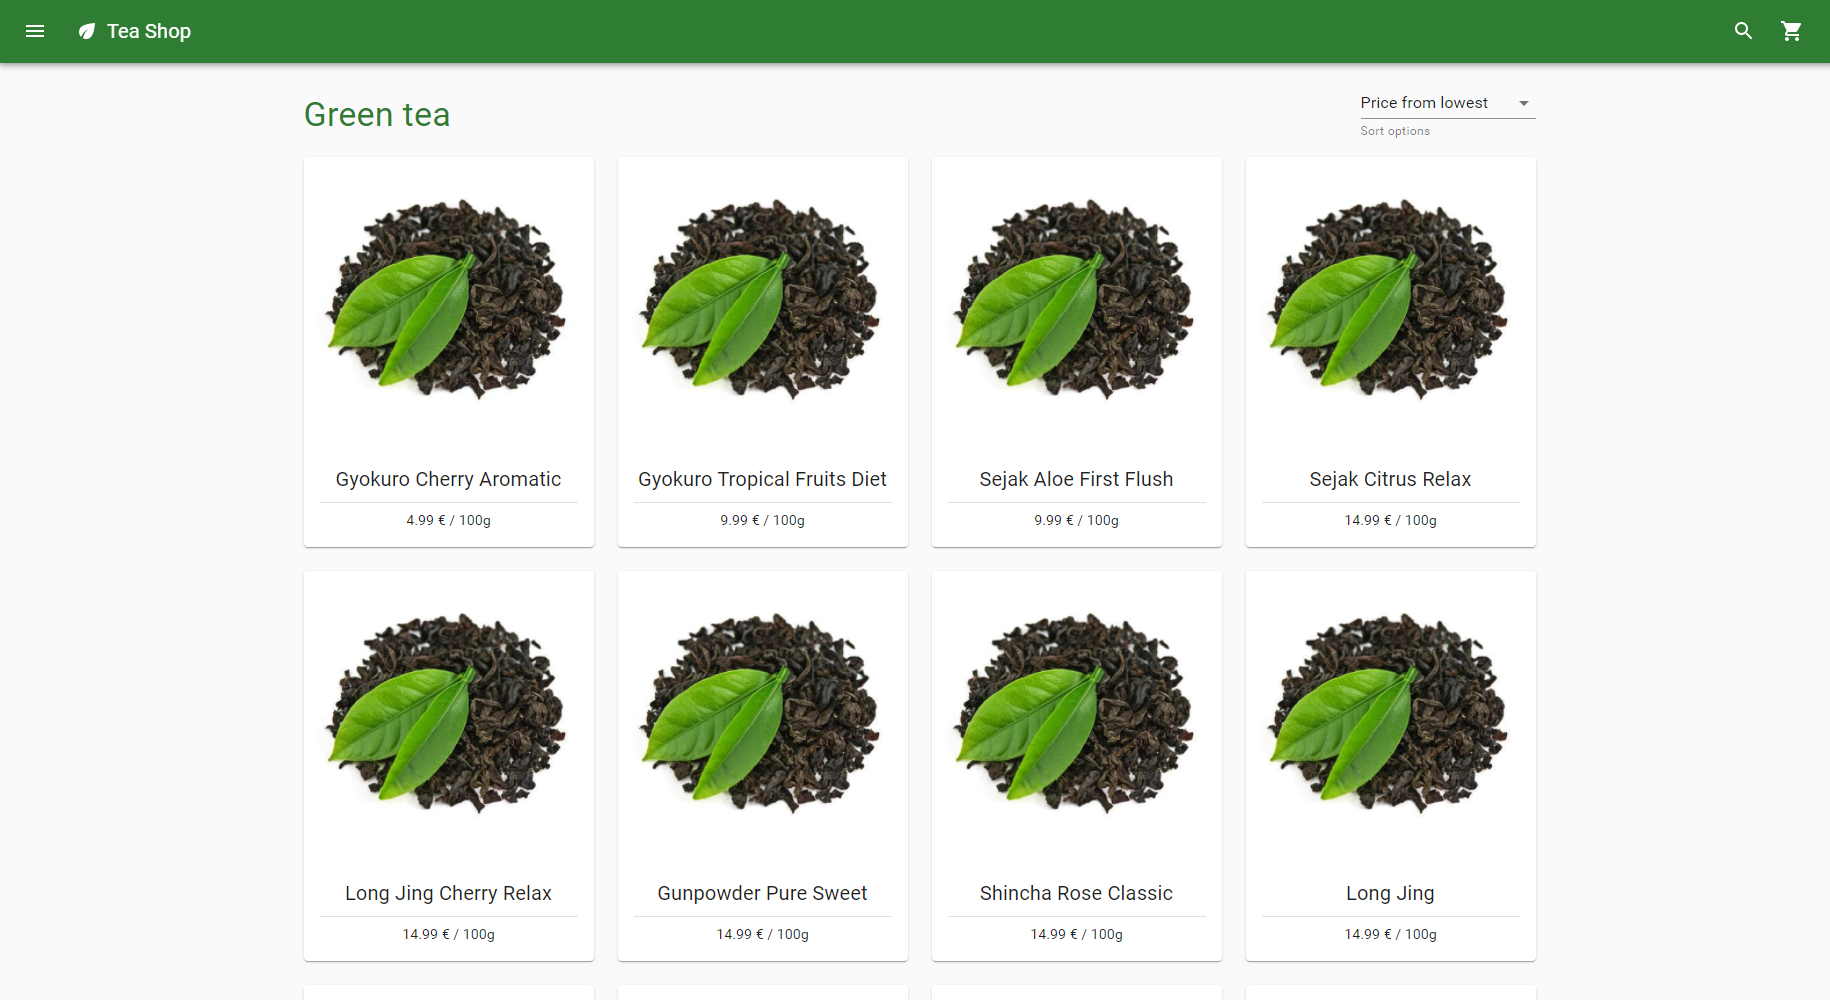 Tea Shop
Green tea
Price from lowest
Sort options
Gyokuro Cherry Aromatic
4.99 € / 100g
Gyokuro Tropical Fruits Diet
9.99 € / 100g
Sejak Aloe First Flush
9.99 € / 100g
Sejak Citrus Relax
14.99 € / 100g
Long Jing Cherry Relax
14.99 € / 100g
Gunpowder Pure Sweet
14.99 € / 100g
Shincha Rose Classic
14.99 € / 100g
Long Jing
14.99 € / 100g